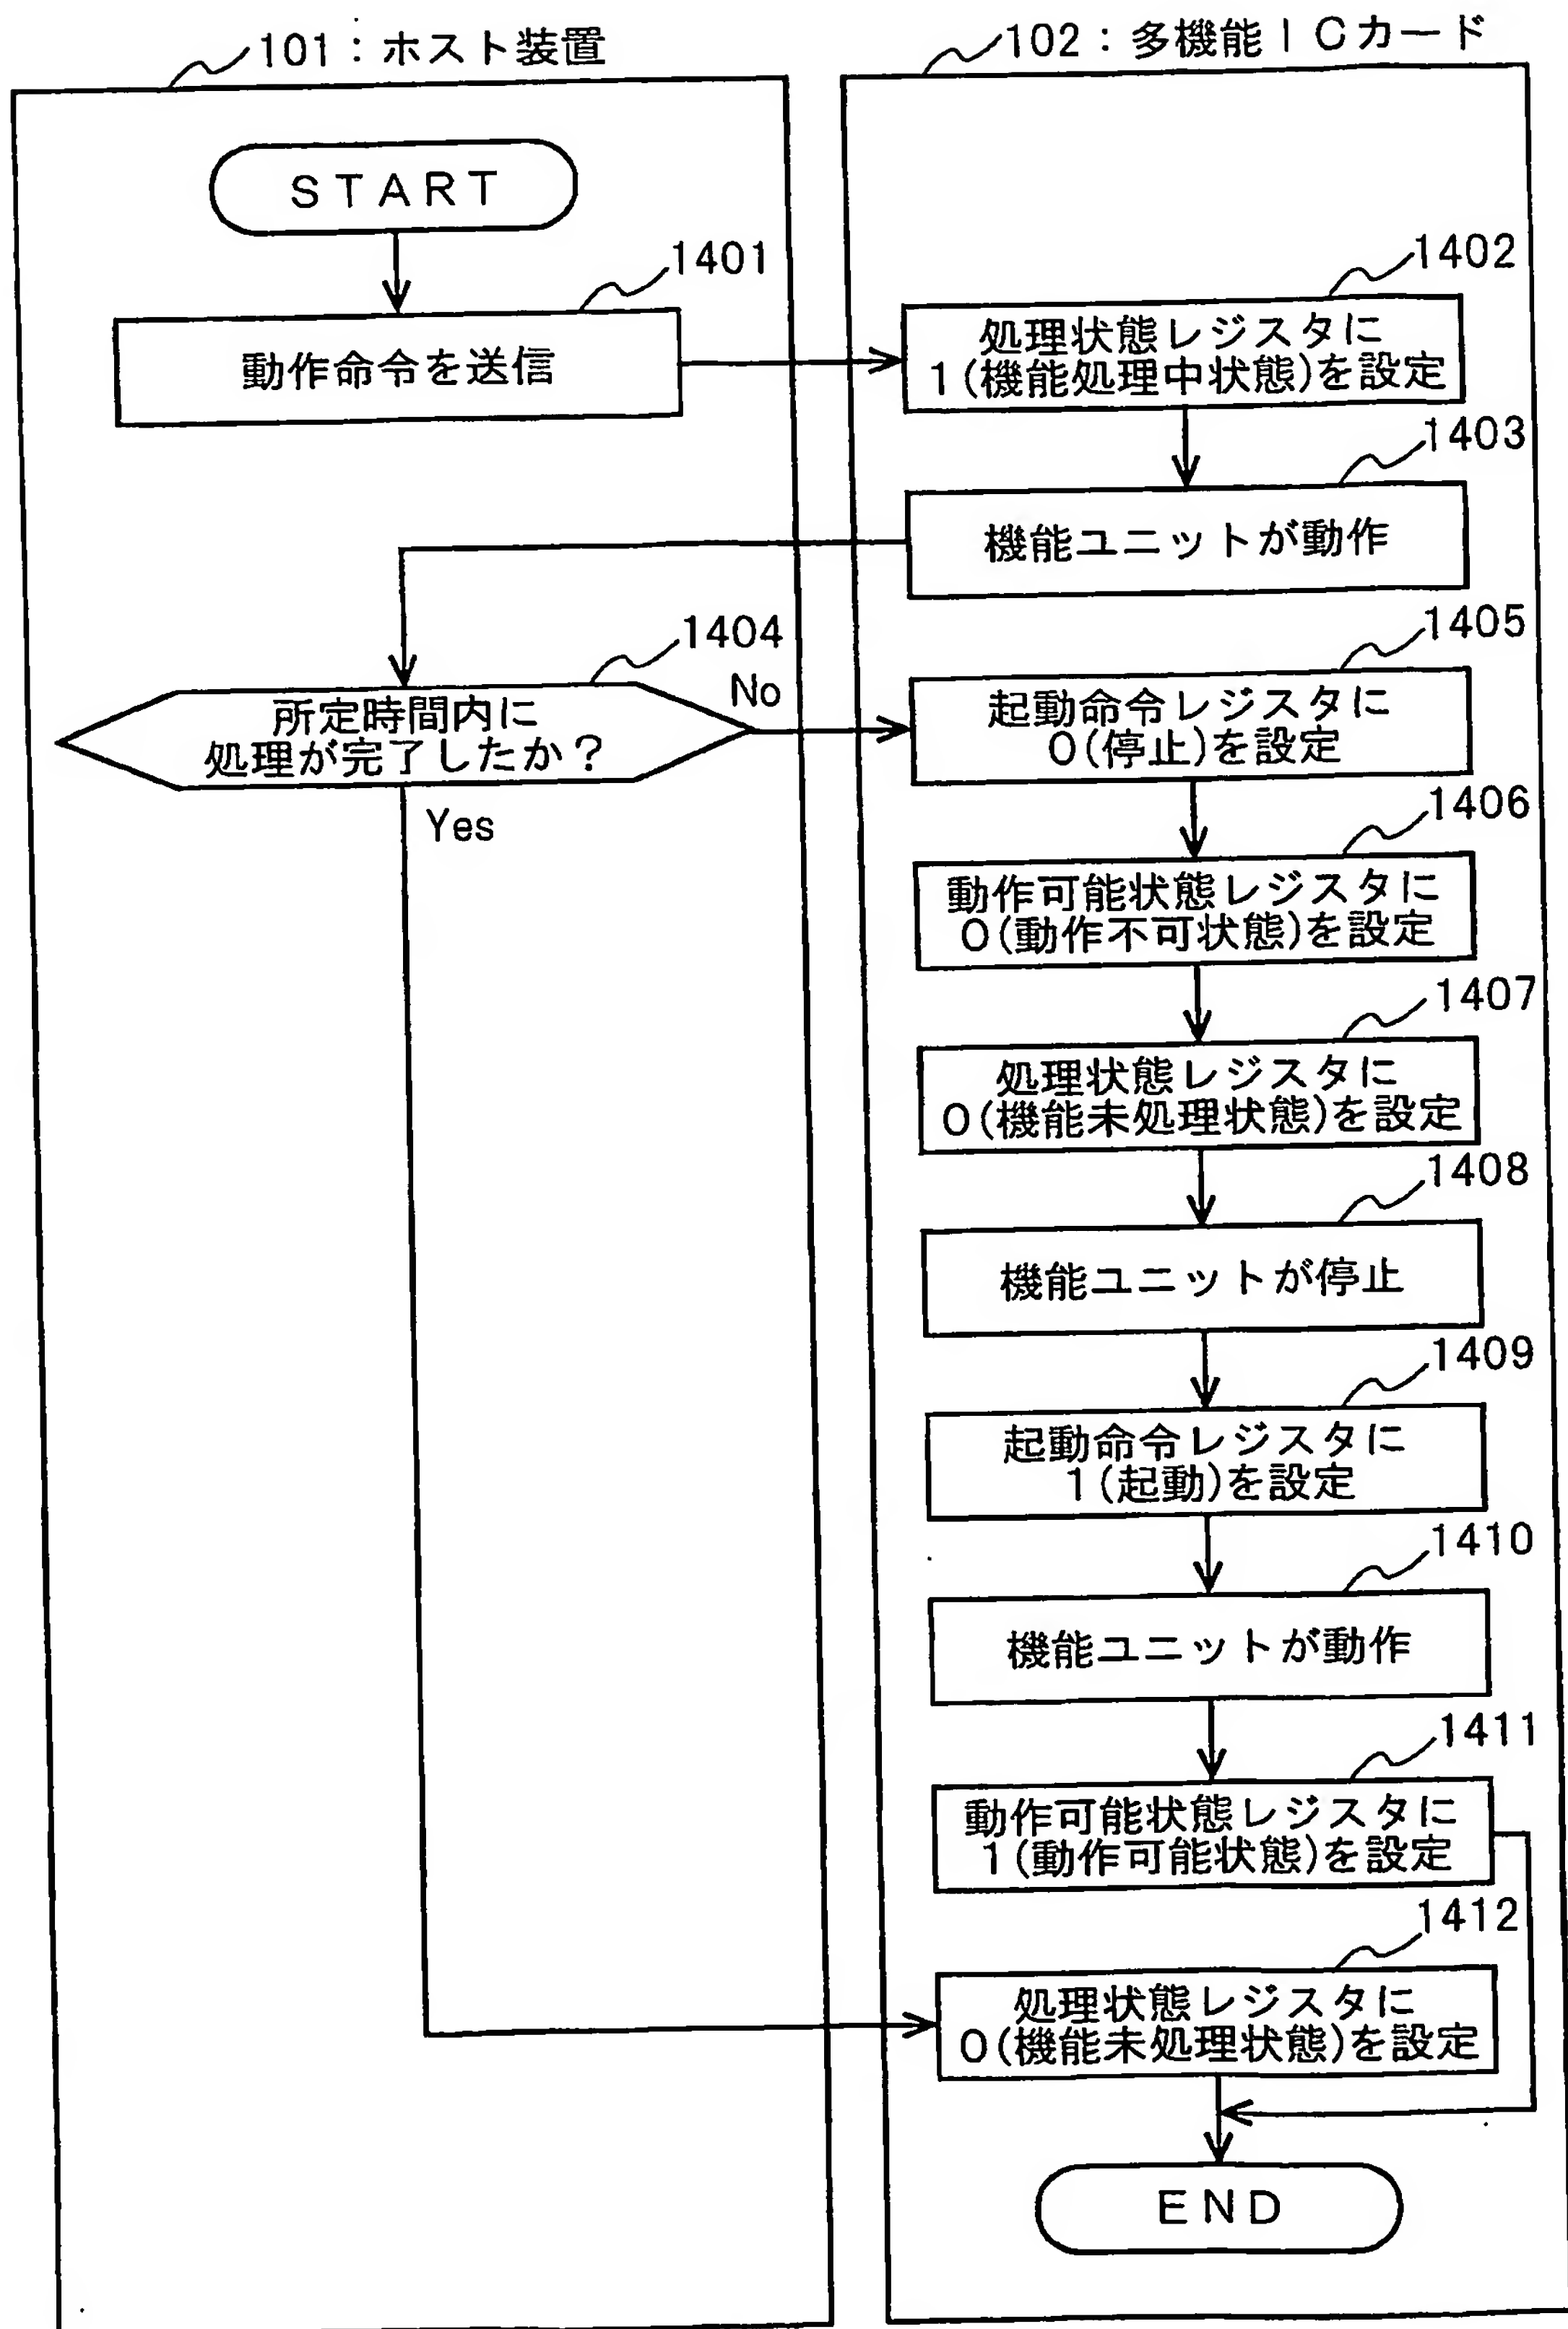 101：ホスト装置
102：多機能ICカード
START
1401
動作命令を送信
1402
処理状態レジスタに
1(機能処理中状態)を設定
1403
機能ユニットが動作
1404
所定時間内に
処理が完了したか？
No
Yes
1405
起動命令レジスタに
0(停止)を設定
1406
動作可能状態レジスタに
0(動作不可状態)を設定
1407
処理状態レジスタに
0(機能未処理状態)を設定
1408
機能ユニットが停止
1409
起動命令レジスタに
1(起動)を設定
1410
機能ユニットが動作
1411
動作可能状態レジスタに
1(動作可能状態)を設定
1412
処理状態レジスタに
0(機能未処理状態)を設定
END